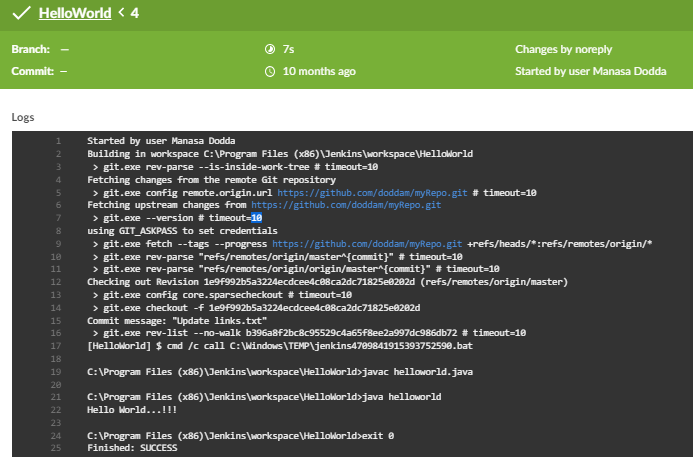 HelloWorld < 4
Branch: — 7s Changes by noreply
Commit: — 10 months ago Started by user Manasa Dodda
Logs
1 Started by user Manasa Dodda
2 Building in workspace C:\Program Files (x86)\Jenkins\workspace\HelloWorld
3 > git.exe rev-parse --is-inside-work-tree # timeout=10
4 Fetching changes from the remote Git repository
5 > git.exe config remote.origin.url https://github.com/doddam/myRepo.git # timeout=10
6 Fetching upstream changes from https://github.com/doddam/myRepo.git
7 > git.exe --version # timeout=10
8 using GIT_ASKPASS to set credentials
9 > git.exe fetch --tags --progress https://github.com/doddam/myRepo.git +refs/heads/*:refs/remotes/origin/*
10 > git.exe rev-parse "refs/remotes/origin/master^{commit}" # timeout=10
11 > git.exe rev-parse "refs/remotes/origin/origin/master^{commit}" # timeout=10
12 Checking out Revision 1e9f992b5a3224ecdcee4c08ca2dc71825e0202d (refs/remotes/origin/master)
13 > git.exe config core.sparsecheckout # timeout=10
14 > git.exe checkout -f 1e9f992b5a3224ecdcee4c08ca2dc71825e0202d
15 Commit message: "Update links.txt"
16 > git.exe rev-list --no-walk b396a8f2bc8c95529c4a65f8ee2a997dc986db72 # timeout=10
17 [HelloWorld] $ cmd /c call C:\Windows\TEMP\jenkins4709841915393752590.bat
18
19 C:\Program Files (x86)\Jenkins\workspace\HelloWorld>javac helloworld.java
20
21 C:\Program Files (x86)\Jenkins\workspace\HelloWorld>java helloworld
22 Hello World...!!!
23
24 C:\Program Files (x86)\Jenkins\workspace\HelloWorld>exit 0
25 Finished: SUCCESS